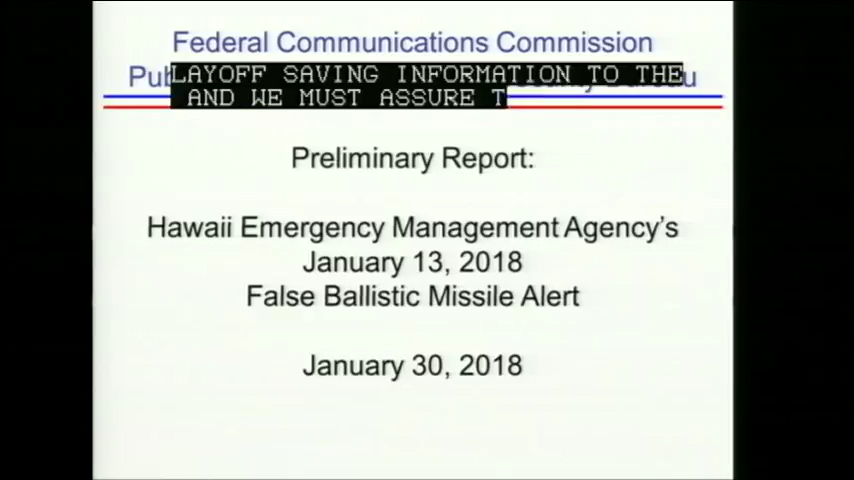 Federal Communications Commission
LAYOFF SAVING INFORMATION TO THE
AND WE MUST ASSURE T
Preliminary Report:
Hawaii Emergency Management Agency's
January 13, 2018
False Ballistic Missile Alert
January 30, 2018